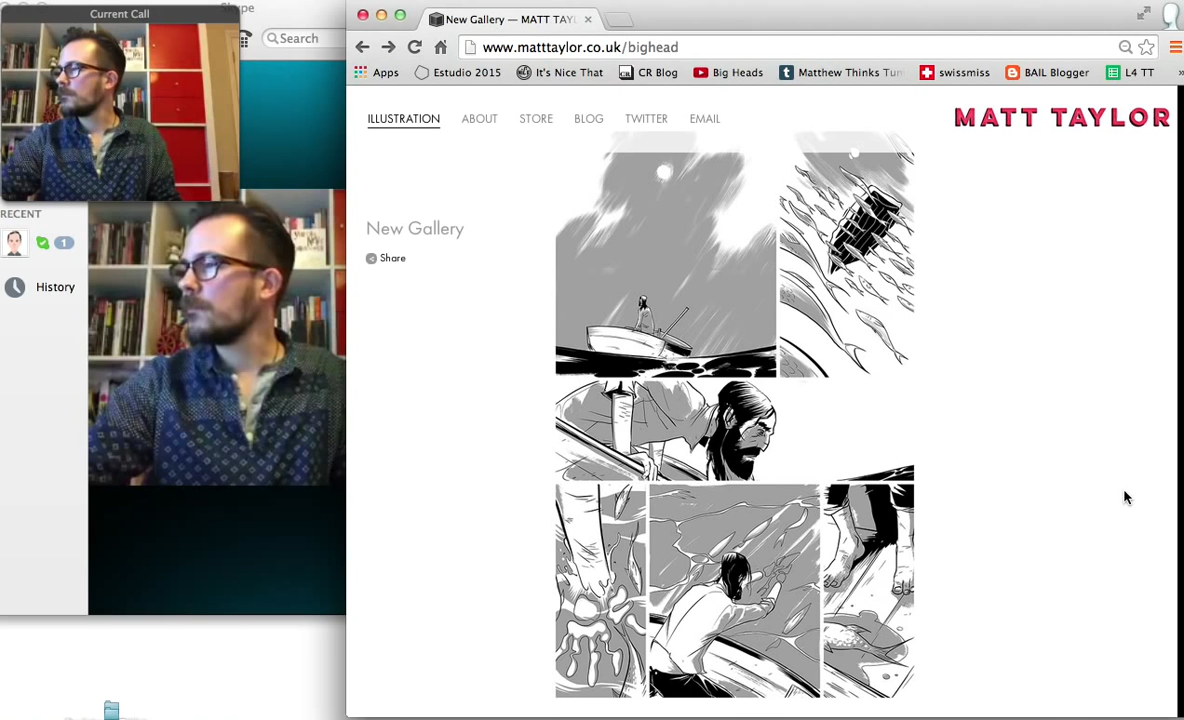 Current Call
Search
RECENT
1
History
New Gallery — MATT TAYL
www.matttaylor.co.uk/bighead
Apps
Estudio 2015
It's Nice That
CR Blog
Big Heads
Matthew Thinks Tum
swissmiss
BAIL Blogger
L4 TT
ILLUSTRATION
ABOUT
STORE
BLOG
TWITTER
EMAIL
MATT TAYLOR
New Gallery
Share